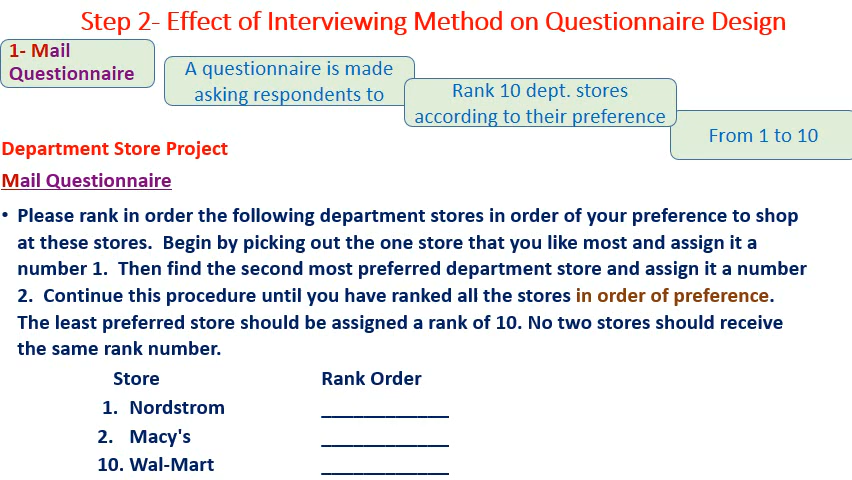 Step 2- Effect of Interviewing Method on Questionnaire Design
1- Mail
Questionnaire
A questionnaire is made
asking respondents to
Rank 10 dept. stores
according to their preference
From 1 to 10
Department Store Project
Mail Questionnaire
• Please rank in order the following department stores in order of your preference to shop
at these stores. Begin by picking out the one store that you like most and assign it a
number 1. Then find the second most preferred department store and assign it a number
2. Continue this procedure until you have ranked all the stores in order of preference.
The least preferred store should be assigned a rank of 10. No two stores should receive
the same rank number.
Store Rank Order
1. Nordstrom ____________
2. Macy's ____________
10. Wal-Mart ____________